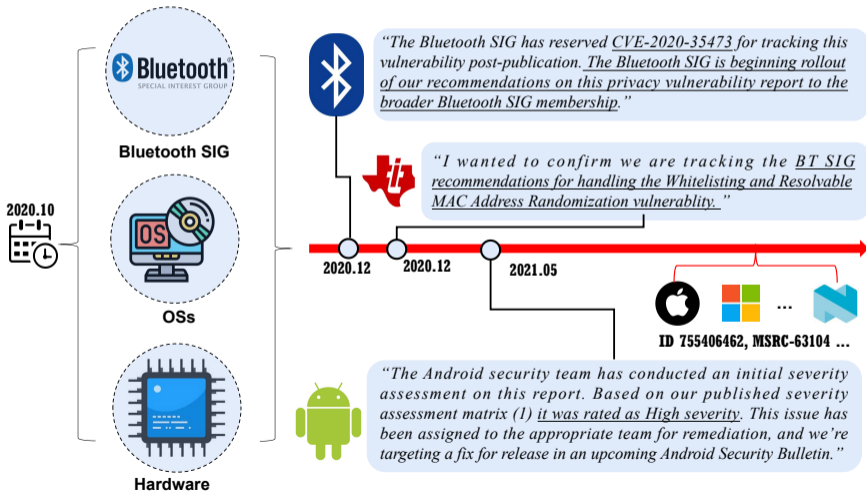 2020.10
Bluetooth®
SPECIAL INTEREST GROUP
Bluetooth SIG
OS
OSs
Hardware
“The Bluetooth SIG has reserved CVE-2020-35473 for tracking this
vulnerability post-publication. The Bluetooth SIG is beginning rollout
of our recommendations on this privacy vulnerability report to the
broader Bluetooth SIG membership.”
“I wanted to confirm we are tracking the BT SIG
recommendations for handling the Whitelisting and Resolvable
MAC Address Randomization vulnerablity. ”
2020.12
2020.12
2021.05
...
ID 755406462, MSRC-63104 ...
“The Android security team has conducted an initial severity
assessment on this report. Based on our published severity
assessment matrix (1) it was rated as High severity. This issue has
been assigned to the appropriate team for remediation, and we’re
targeting a fix for release in an upcoming Android Security Bulletin.”